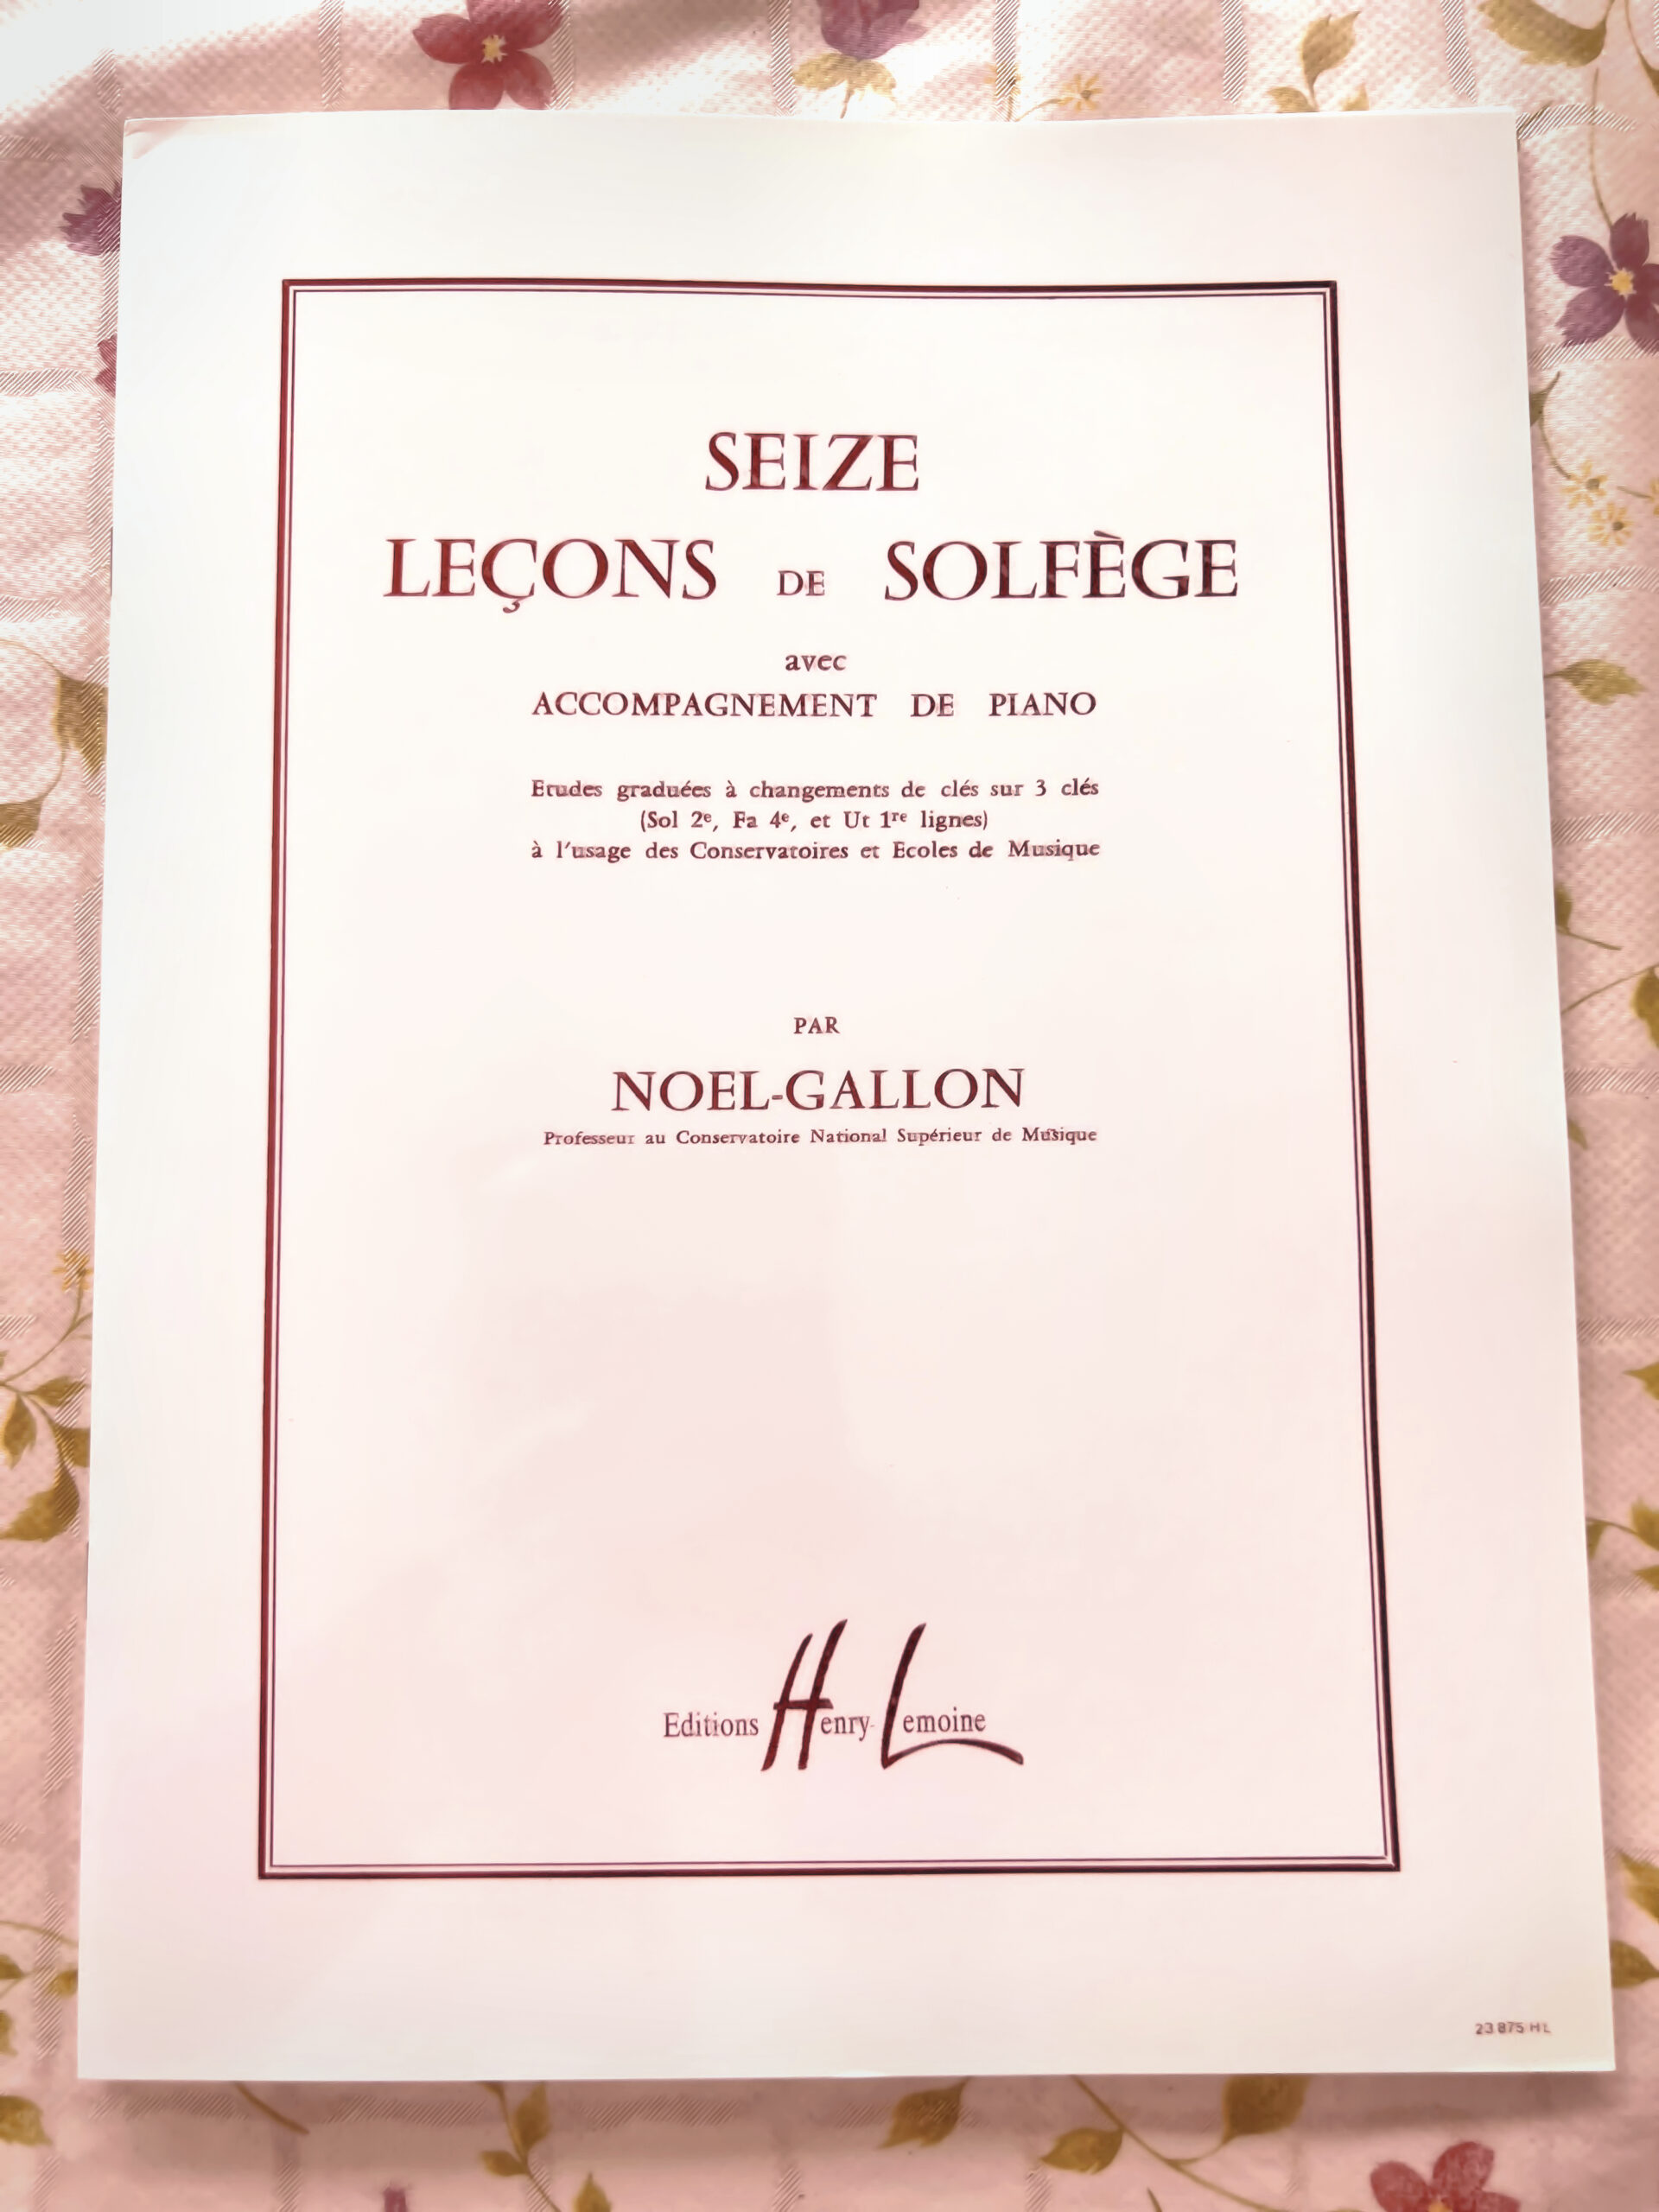 SEIZE
LEÇONS DE SOLFÈGE
avec
ACCOMPAGNEMENT DE PIANO
Etudes graduées à changements de clés sur 3 clés
(Sol 2e, Fa 4e, et Ut 1re lignes)
à l'usage des Conservatoires et Ecoles de Musique
PAR
NOEL-GALLON
Professeur au Conservatoire National Supérieur de Musique
Editions Henry-Lemoine
23 875 HL